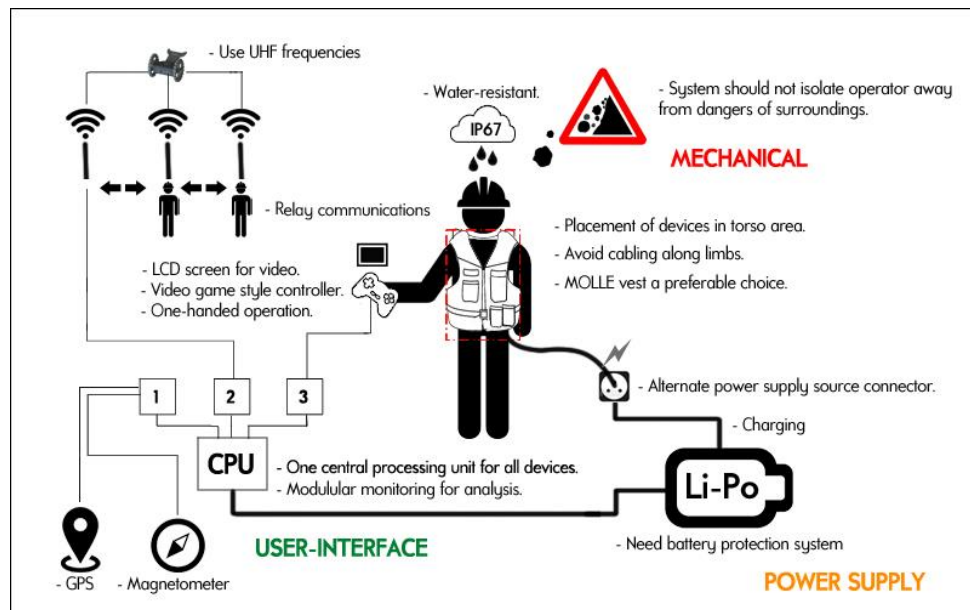 - Use UHF frequencies
- Water-resistant.
IP67
- System should not isolate operator away
from dangers of surroundings.
MECHANICAL
- Relay communications
- Placement of devices in torso area.
- Avoid cabling along limbs.
- MOLLE vest a preferable choice.
- LCD screen for video.
- Video game style controller.
- One-handed operation.
1
2
3
- Alternate power supply source connector.
- Charging
CPU
- One central processing unit for all devices.
- Modulular monitoring for analysis.
Li-Po
USER-INTERFACE
- Need battery protection system
- GPS
- Magnetometer
POWER SUPPLY